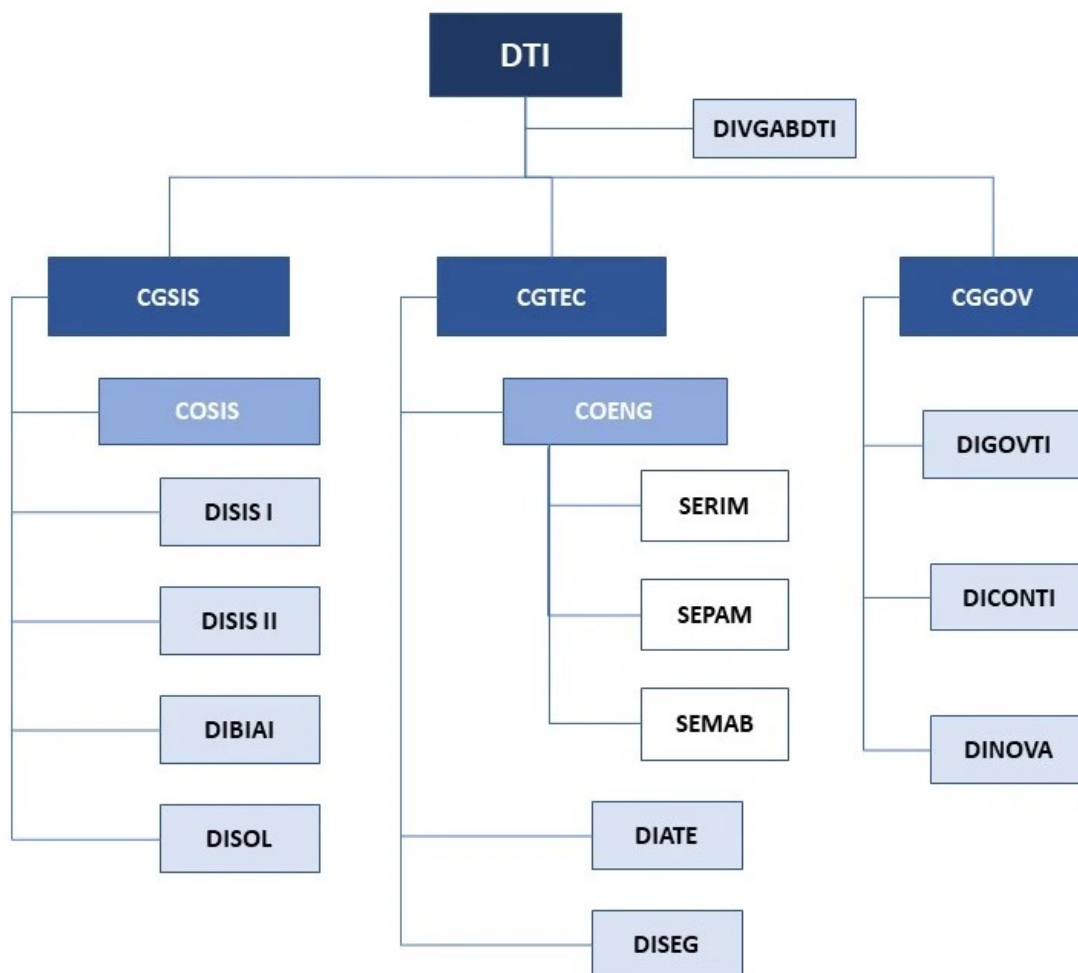 DTI
DIVGABDTI
CGSIS
COSIS
DISIS I
DISIS II
DIBIAI
DISOL
CGTEC
COENG
SERIM
SEPAM
SEMAB
DIATE
DISEG
CGGOV
DIGOVTI
DICONTI
DINOVA